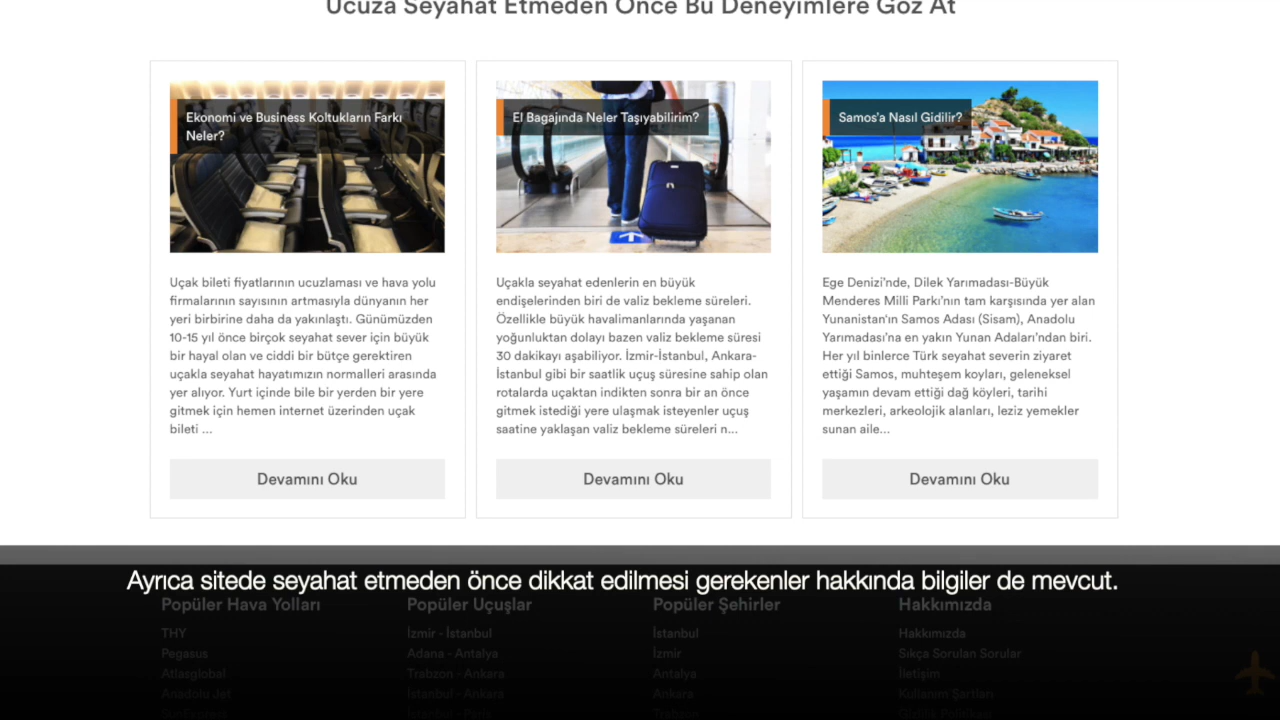 Ucuza Seyahat Etmeden Önce Bu Deneyimlere Göz At
Ekonomi ve Business Koltukların Farkı
Neler?
Uçak bileti fiyatlarının ucuzlaması ve hava yolu
firmalarının sayısının artmasıyla dünyanın her
yeri birbirine daha da yakınlaştı. Günümüzden
10-15 yıl önce birçok seyahat sever için büyük
bir hayal olan ve ciddi bir bütçe gerektiren
uçakla seyahat hayatımızın normalleri arasında
yer alıyor. Yurt içinde bile bir yerden bir yere
gitmek için hemen internet üzerinden uçak
bileti ...
Devamını Oku
El Bagajında Neler Taşıyabilirim?
Uçakla seyahat edenlerin en büyük
endişelerinden biri de valiz bekleme süreleri.
Özellikle büyük havalimanlarında yaşanan
yoğunluktan dolayı bazen valiz bekleme süresi
30 dakikayı aşabiliyor. İzmir-İstanbul, Ankara-
İstanbul gibi bir saatlik uçuş süresine sahip olan
rotalarda uçaktan indikten sonra bir an önce
gitmek istediği yere ulaşmak isteyenler uçuş
saatine yaklaşan valiz bekleme süreleri n...
Devamını Oku
Samos'a Nasıl Gidilir?
Ege Denizi'nde, Dilek Yarımadası-Büyük
Menderes Milli Parkı'nın tam karşısında yer alan
Yunanistan'ın Samos Adası (Sisam), Anadolu
Yarımadası'na en yakın Yunan Adaları'ndan biri.
Her yıl binlerce Türk seyahat severin ziyaret
ettiği Samos, muhteşem koyları, geleneksel
yaşamın devam ettiği dağ köyleri, tarihi
merkezleri, arkeolojik alanları, leziz yemekler
sunan aile...
Devamını Oku
Ayrıca sitede seyahat etmeden önce dikkat edilmesi gerekenler hakkında bilgiler de mevcut.
Popüler Hava Yolları
THY
Pegasus
Atlasglobal
Anadolu Jet
SunExpress
Popüler Uçuşlar
İzmir - İstanbul
Adana - Antalya
Trabzon - Ankara
İstanbul - Ankara
İstanbul - Paris
Popüler Şehirler
İstanbul
İzmir
Antalya
Ankara
Trabzon
Hakkımızda
Hakkımızda
Sıkça Sorulan Sorular
İletişim
Kullanım Şartları
Gizlilik Politikası